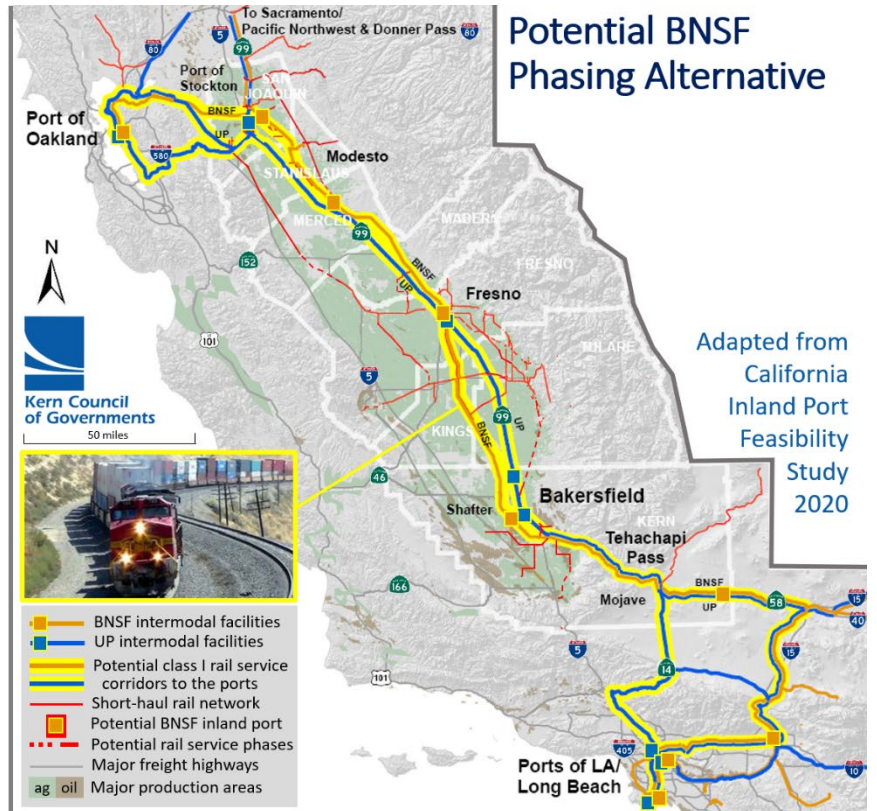 Potential BNSF
Phasing Alternative
To Sacramento/
Pacific Northwest & Donner Pass
80
5
99
80
Port of
Stockton
SAN
JOAQUIN
BNSF
Port of
Oakland
UP
580
Modesto
STANISLAUS
MERCED
MADERA
99
152
BNSF
UP
FRESNO
Fresno
N
101
TULARE
5
Adapted from
California
Inland Port
Feasibility
Study
2020
Kern Council
of Governments
50 miles
99
UP
KINGS
BNSF
46
Bakersfield
Shafter
KERN
Tehachapi
Pass
166
Mojave
BNSF
UP
58
15
40
5
14
15
101
405
10
Ports of LA/
Long Beach
BNSF intermodal facilities
UP intermodal facilities
Potential class I rail service
corridors to the ports
Short-haul rail network
Potential BNSF inland port
Potential rail service phases
Major freight highways
ag oil Major production areas